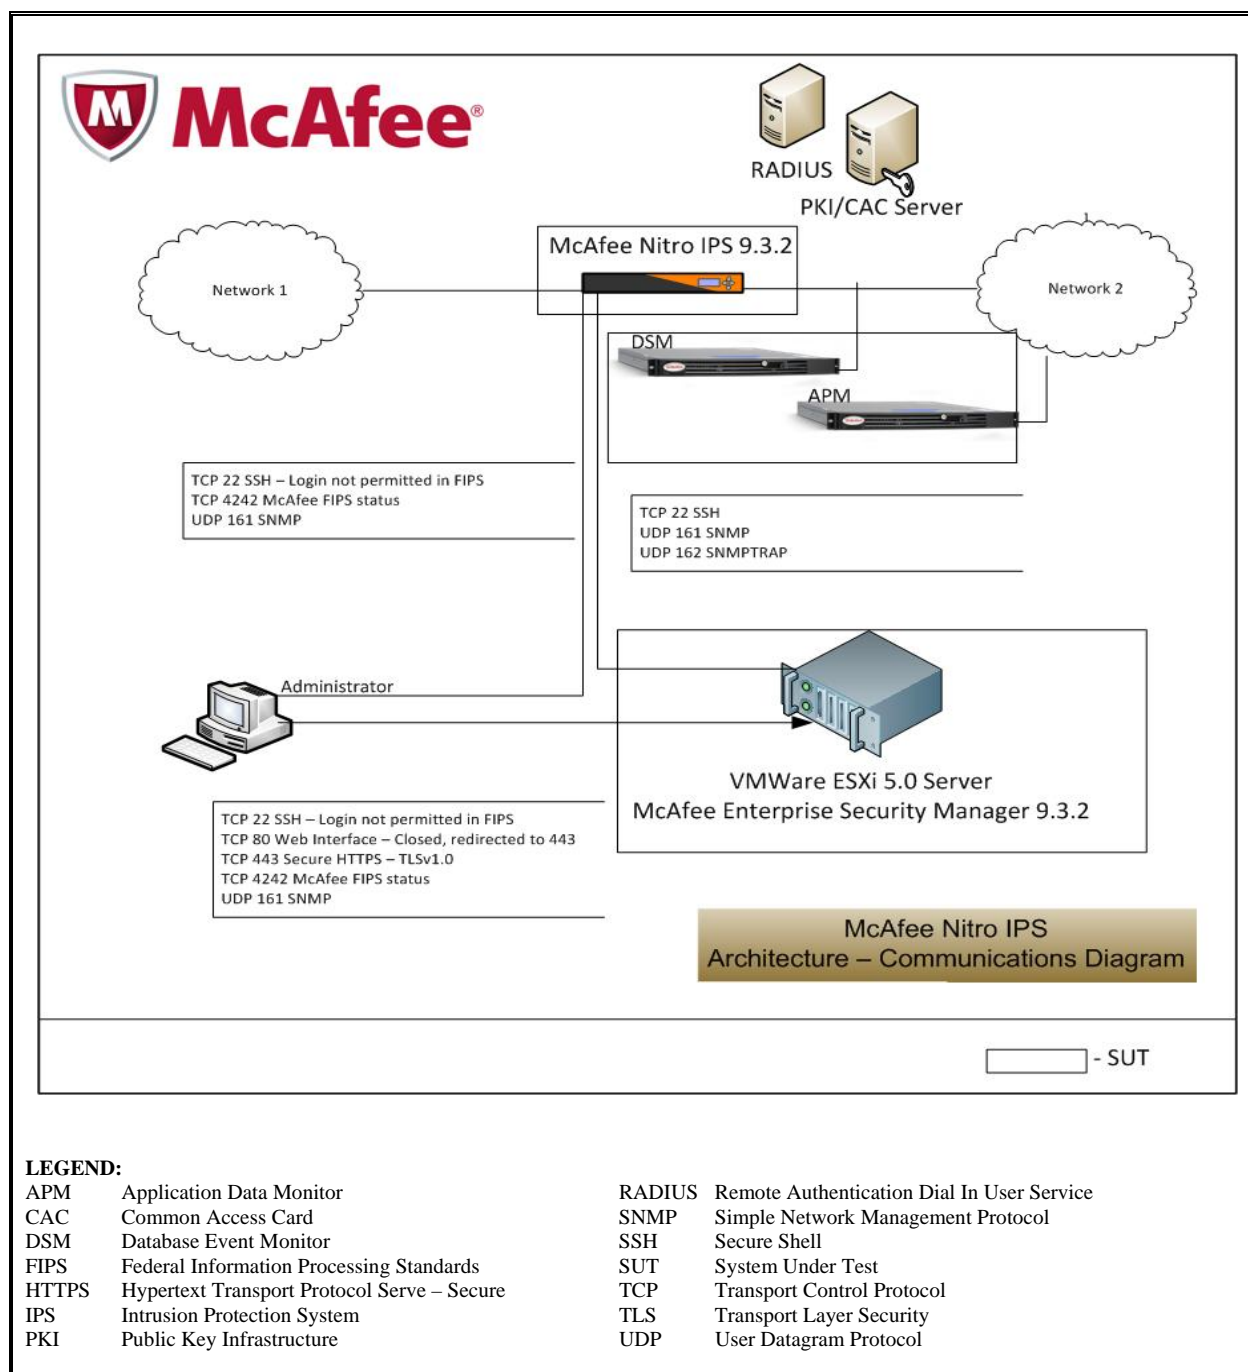 McAfee®
RADIUS
PKI/CAC Server
McAfee Nitro IPS 9.3.2
Network 1
Network 2
DSM
APM
TCP 22 SSH – Login not permitted in FIPS
TCP 4242 McAfee FIPS status
UDP 161 SNMP
TCP 22 SSH
UDP 161 SNMP
UDP 162 SNMPTRAP
Administrator
VMWare ESXi 5.0 Server
McAfee Enterprise Security Manager 9.3.2
TCP 22 SSH – Login not permitted in FIPS
TCP 80 Web Interface – Closed, redirected to 443
TCP 443 Secure HTTPS – TLSv1.0
TCP 4242 McAfee FIPS status
UDP 161 SNMP
McAfee Nitro IPS
Architecture – Communications Diagram
- SUT
LEGEND:
APM Application Data Monitor
CAC Common Access Card
DSM Database Event Monitor
FIPS Federal Information Processing Standards
HTTPS Hypertext Transport Protocol Serve – Secure
IPS Intrusion Protection System
PKI Public Key Infrastructure
RADIUS Remote Authentication Dial In User Service
SNMP Simple Network Management Protocol
SSH Secure Shell
SUT System Under Test
TCP Transport Control Protocol
TLS Transport Layer Security
UDP User Datagram Protocol